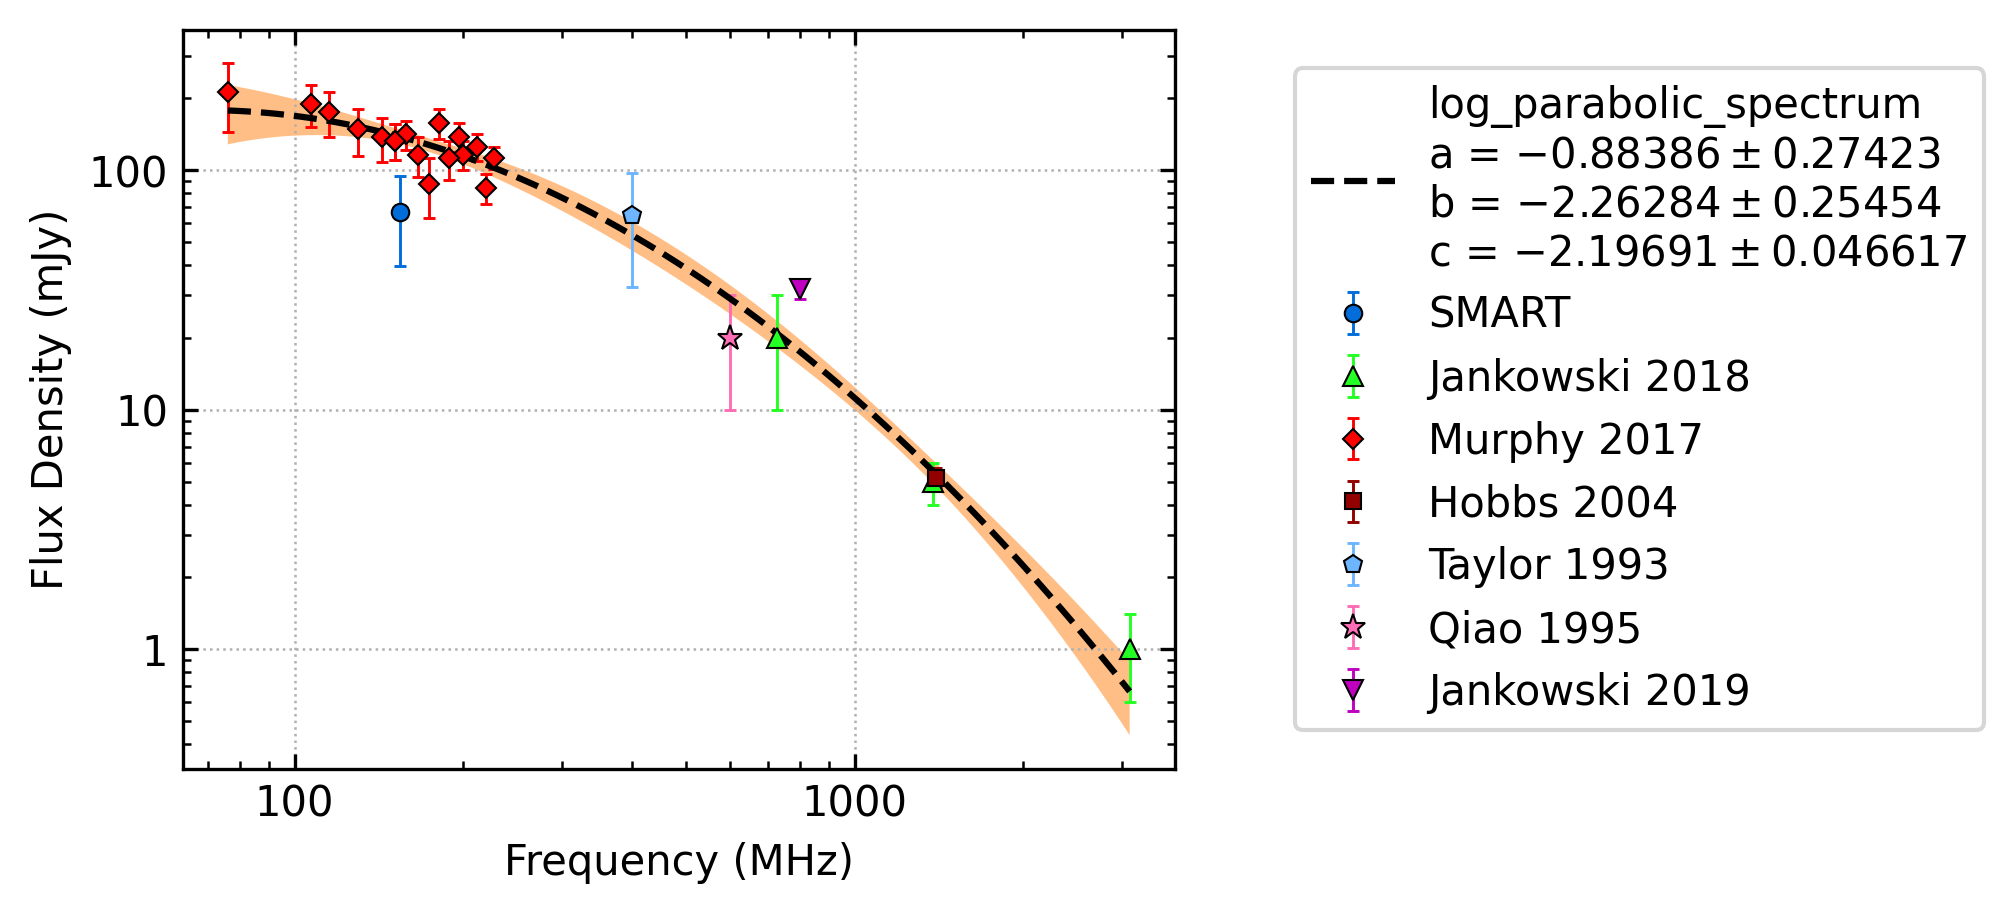 Flux Density (mJy)
100
10
1
100
1000
Frequency (MHz)
log_parabolic_spectrum
a = −0.88386 ± 0.27423
b = −2.26284 ± 0.25454
c = −2.19691 ± 0.046617
SMART
Jankowski 2018
Murphy 2017
Hobbs 2004
Taylor 1993
Qiao 1995
Jankowski 2019